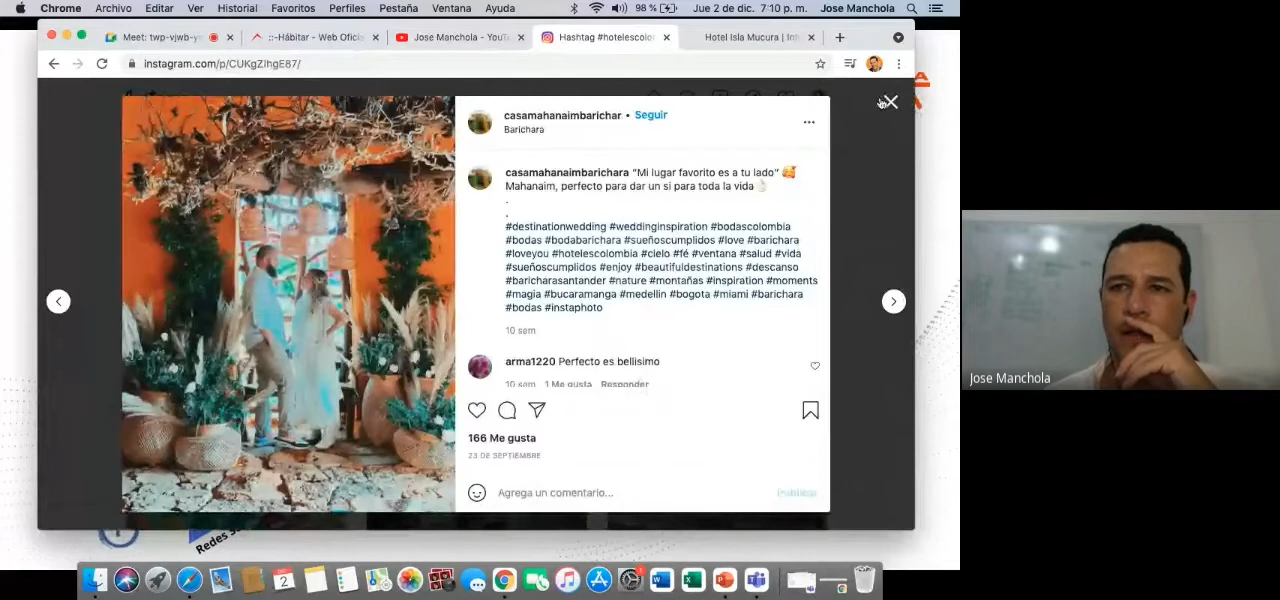 Chrome Archivo Editar Ver Historial Favoritos Perfiles Pestaña Ventana Ayuda 98 % Jue 2 de dic. 7:10 p. m. Jose Manchola
Meet: twp-vjwb-y
::-Hábitar - Web Oficia
Jose Manchola - YouTu
Hashtag #hotelescolor
Hotel Isla Mucura | In
instagram.com/p/CUKgZIhgE87/
casamahanaimbarichar • Seguir
Barichara
casamahanaimbarichara “Mi lugar favorito es a tu lado” 🥰
Mahanaim, perfecto para dar un si para toda la vida👌🏻
.
.
#destinationwedding #weddinginspiration #bodascolombia
#bodas #bodabarichara #sueñoscumplidos #love #barichara
#loveyou #hotelescolombia #cielo #fé #ventana #salud #vida
#sueñoscumplidos #enjoy #beautifuldestinations #descanso
#baricharasantander #nature #montañas #inspiration #moments
#magia #bucaramanga #medellin #bogota #miami #barichara
#bodas #instaphoto
10 sem
arma1220 Perfecto es bellisimo
10 sem 1 Me gusta Responder
166 Me gusta
23 DE SEPTIEMBRE
Agrega un comentario... Publicar
Redes S
Jose Manchola